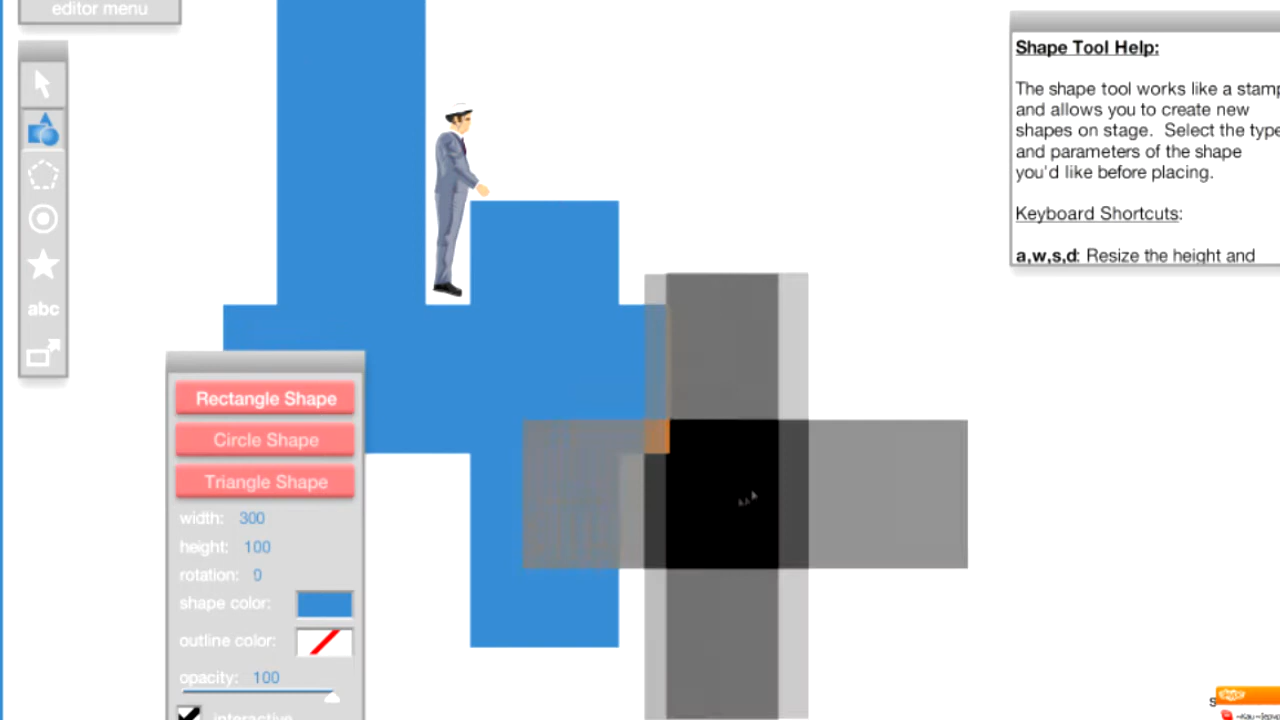 editor menu
Shape Tool Help:
The shape tool works like a stamp
and allows you to create new
shapes on stage. Select the type
and parameters of the shape
you'd like before placing.
Keyboard Shortcuts:
a,w,s,d: Resize the height and
abc
Rectangle Shape
Circle Shape
Triangle Shape
width: 300
height: 100
rotation: 0
shape color:
outline color:
opacity: 100
interactive